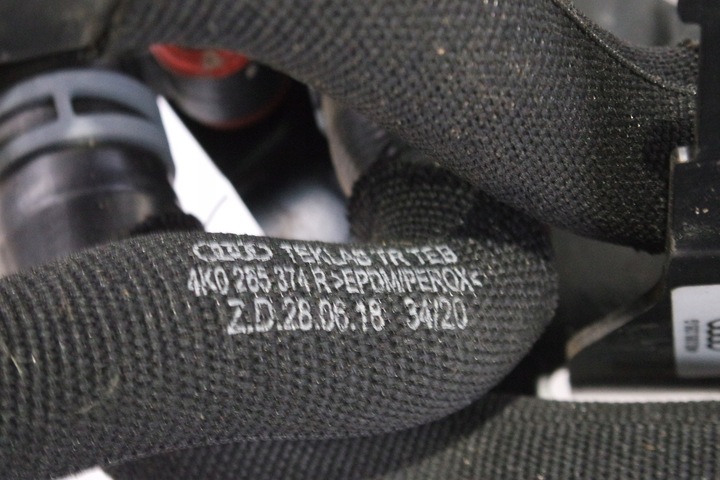 TEKLAS TR TEB
4K0 265 374 R >EPDM/PEROX<
Z.D.28.06.18 34/20